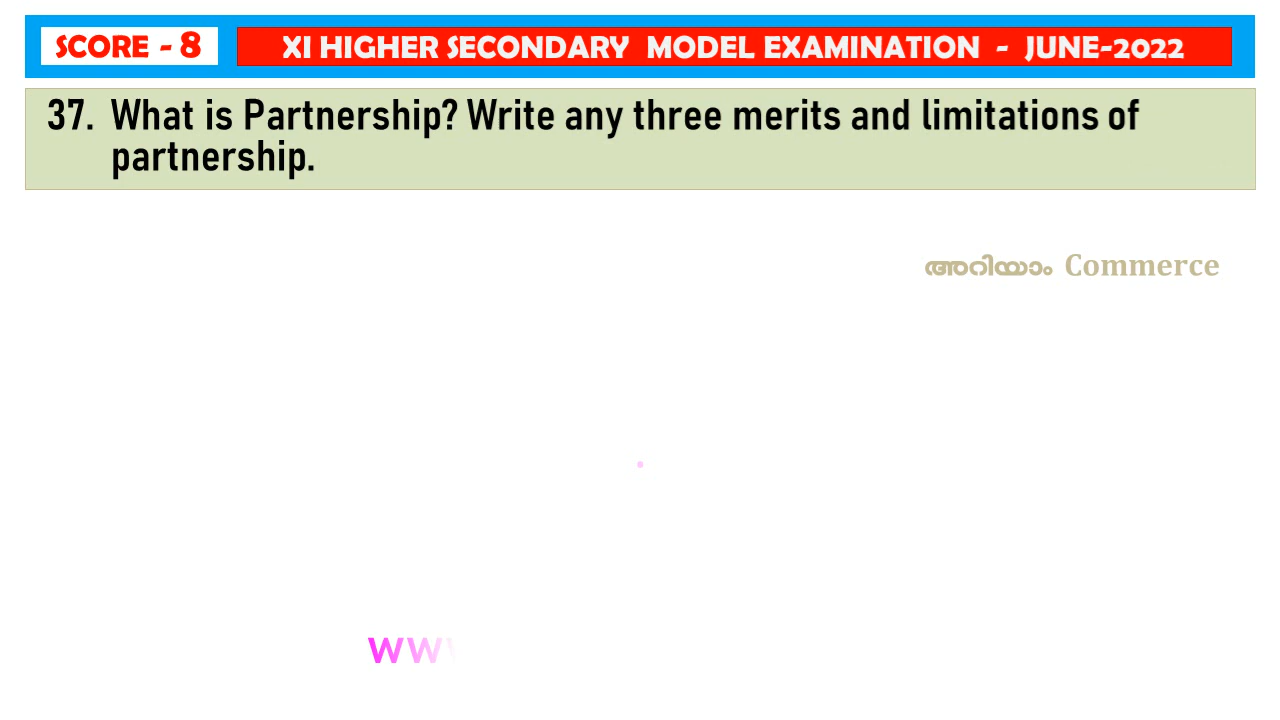 SCORE - 8
XI HIGHER SECONDARY MODEL EXAMINATION - JUNE-2022
37. What is Partnership? Write any three merits and limitations of
partnership.
അറിയാം Commerce
ww